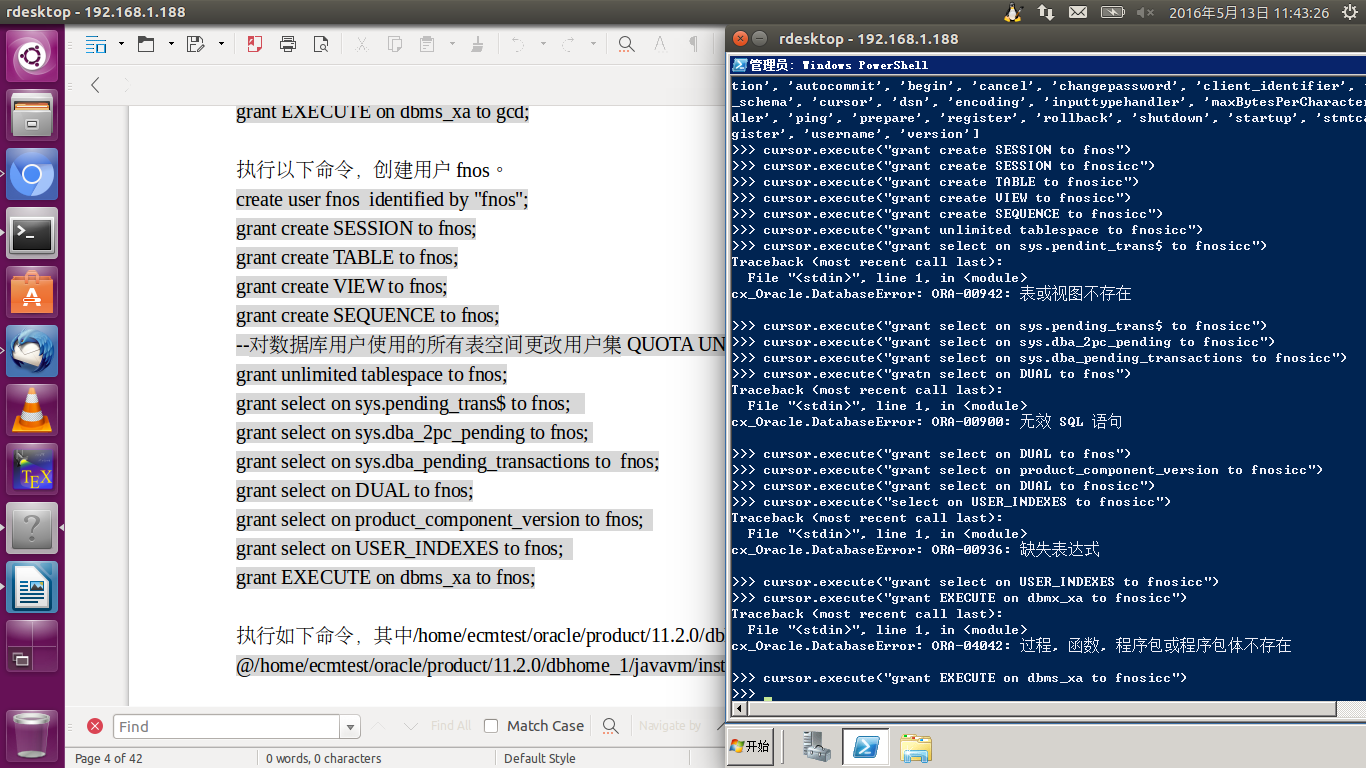 rdesktop - 192.168.1.188
2016年5月13日 11:43:26
grant EXECUTE on dbms_xa to gcd;
执行以下命令，创建用户 fnos。
create user fnos  identified by "fnos";
grant create SESSION to fnos;
grant create TABLE to fnos;
grant create VIEW to fnos;
grant create SEQUENCE to fnos;
--对数据库用户使用的所有表空间更改用户集 QUOTA UN
grant unlimited tablespace to fnos;
grant select on sys.pending_trans$ to fnos;
grant select on sys.dba_2pc_pending to fnos;
grant select on sys.dba_pending_transactions to  fnos;
grant select on DUAL to fnos;
grant select on product_component_version to fnos;
grant select on USER_INDEXES to fnos;
grant EXECUTE on dbms_xa to fnos;
执行如下命令，其中/home/ecmtest/oracle/product/11.2.0/db
@/home/ecmtest/oracle/product/11.2.0/dbhome_1/javavm/inst
Find
Find All
Match Case
Navigate by
Page 4 of 42
0 words, 0 characters
Default Style
rdesktop - 192.168.1.188
管理员: Windows PowerShell
tion', 'autocommit', 'begin', 'cancel', 'changepassword', 'client_identifier', '
_schema', 'cursor', 'dsn', 'encoding', 'inputtypehandler', 'maxBytesPerCharacter
dler', 'ping', 'prepare', 'register', 'rollback', 'shutdown', 'startup', 'stmtca
gister', 'username', 'version']
>>> cursor.execute("grant create SESSION to fnos")
>>> cursor.execute("grant create SESSION to fnosicc")
>>> cursor.execute("grant create TABLE to fnosicc")
>>> cursor.execute("grant create VIEW to fnosicc")
>>> cursor.execute("grant create SEQUENCE to fnosicc")
>>> cursor.execute("grant unlimited tablespace to fnosicc")
>>> cursor.execute("grant select on sys.pendint_trans$ to fnosicc")
Traceback (most recent call last):
  File "<stdin>", line 1, in <module>
cx_Oracle.DatabaseError: ORA-00942: 表或视图不存在
>>> cursor.execute("grant select on sys.pending_trans$ to fnosicc")
>>> cursor.execute("grant select on sys.dba_2pc_pending to fnosicc")
>>> cursor.execute("grant select on sys.dba_pending_transactions to fnosicc")
>>> cursor.execute("gratn select on DUAL to fnos")
Traceback (most recent call last):
  File "<stdin>", line 1, in <module>
cx_Oracle.DatabaseError: ORA-00900: 无效 SQL 语句
>>> cursor.execute("grant select on DUAL to fnos")
>>> cursor.execute("grant select on product_component_version to fnosicc")
>>> cursor.execute("grant select on DUAL to fnosicc")
>>> cursor.execute("select on USER_INDEXES to fnosicc")
Traceback (most recent call last):
  File "<stdin>", line 1, in <module>
cx_Oracle.DatabaseError: ORA-00936: 缺失表达式
>>> cursor.execute("grant select on USER_INDEXES to fnosicc")
>>> cursor.execute("grant EXECUTE on dbmx_xa to fnosicc")
Traceback (most recent call last):
  File "<stdin>", line 1, in <module>
cx_Oracle.DatabaseError: ORA-04042: 过程, 函数, 程序包或程序包体不存在
>>> cursor.execute("grant EXECUTE on dbms_xa to fnosicc")
>>>
开始